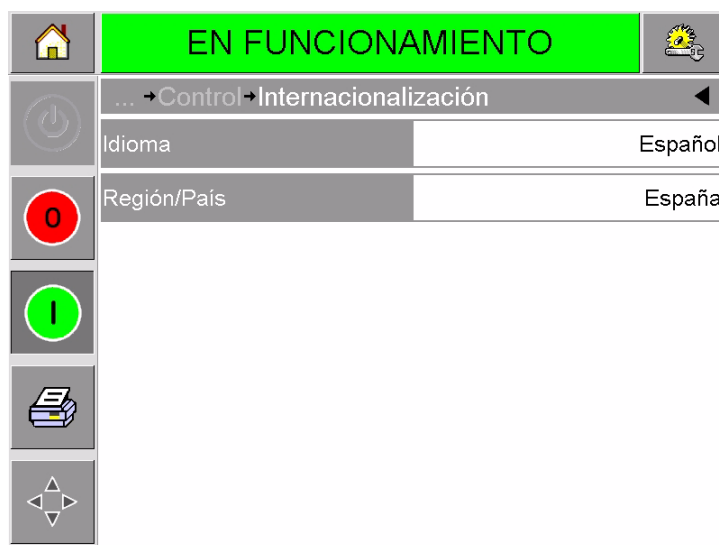 EN FUNCIONAMIENTO
... →Control→Internacionalización
Idioma Español
Región/País España
0
I